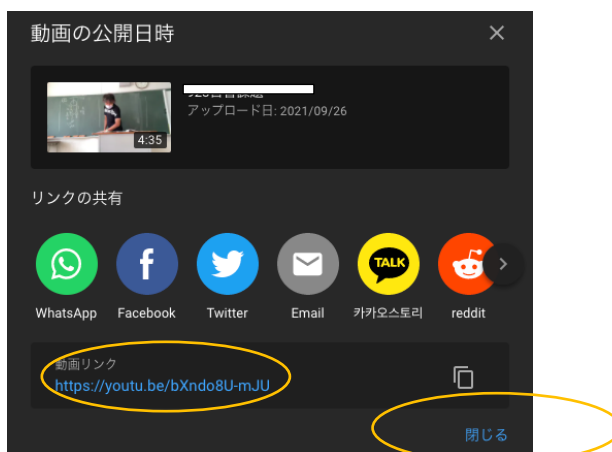 動画の公開日時
アップロード日: 2021/09/26
4:35
リンクの共有
TALK
WhatsApp
Facebook
Twitter
Email
카카오스토리
reddit
動画リンク
https://youtu.be/bXndo8U-mJU
閉じる